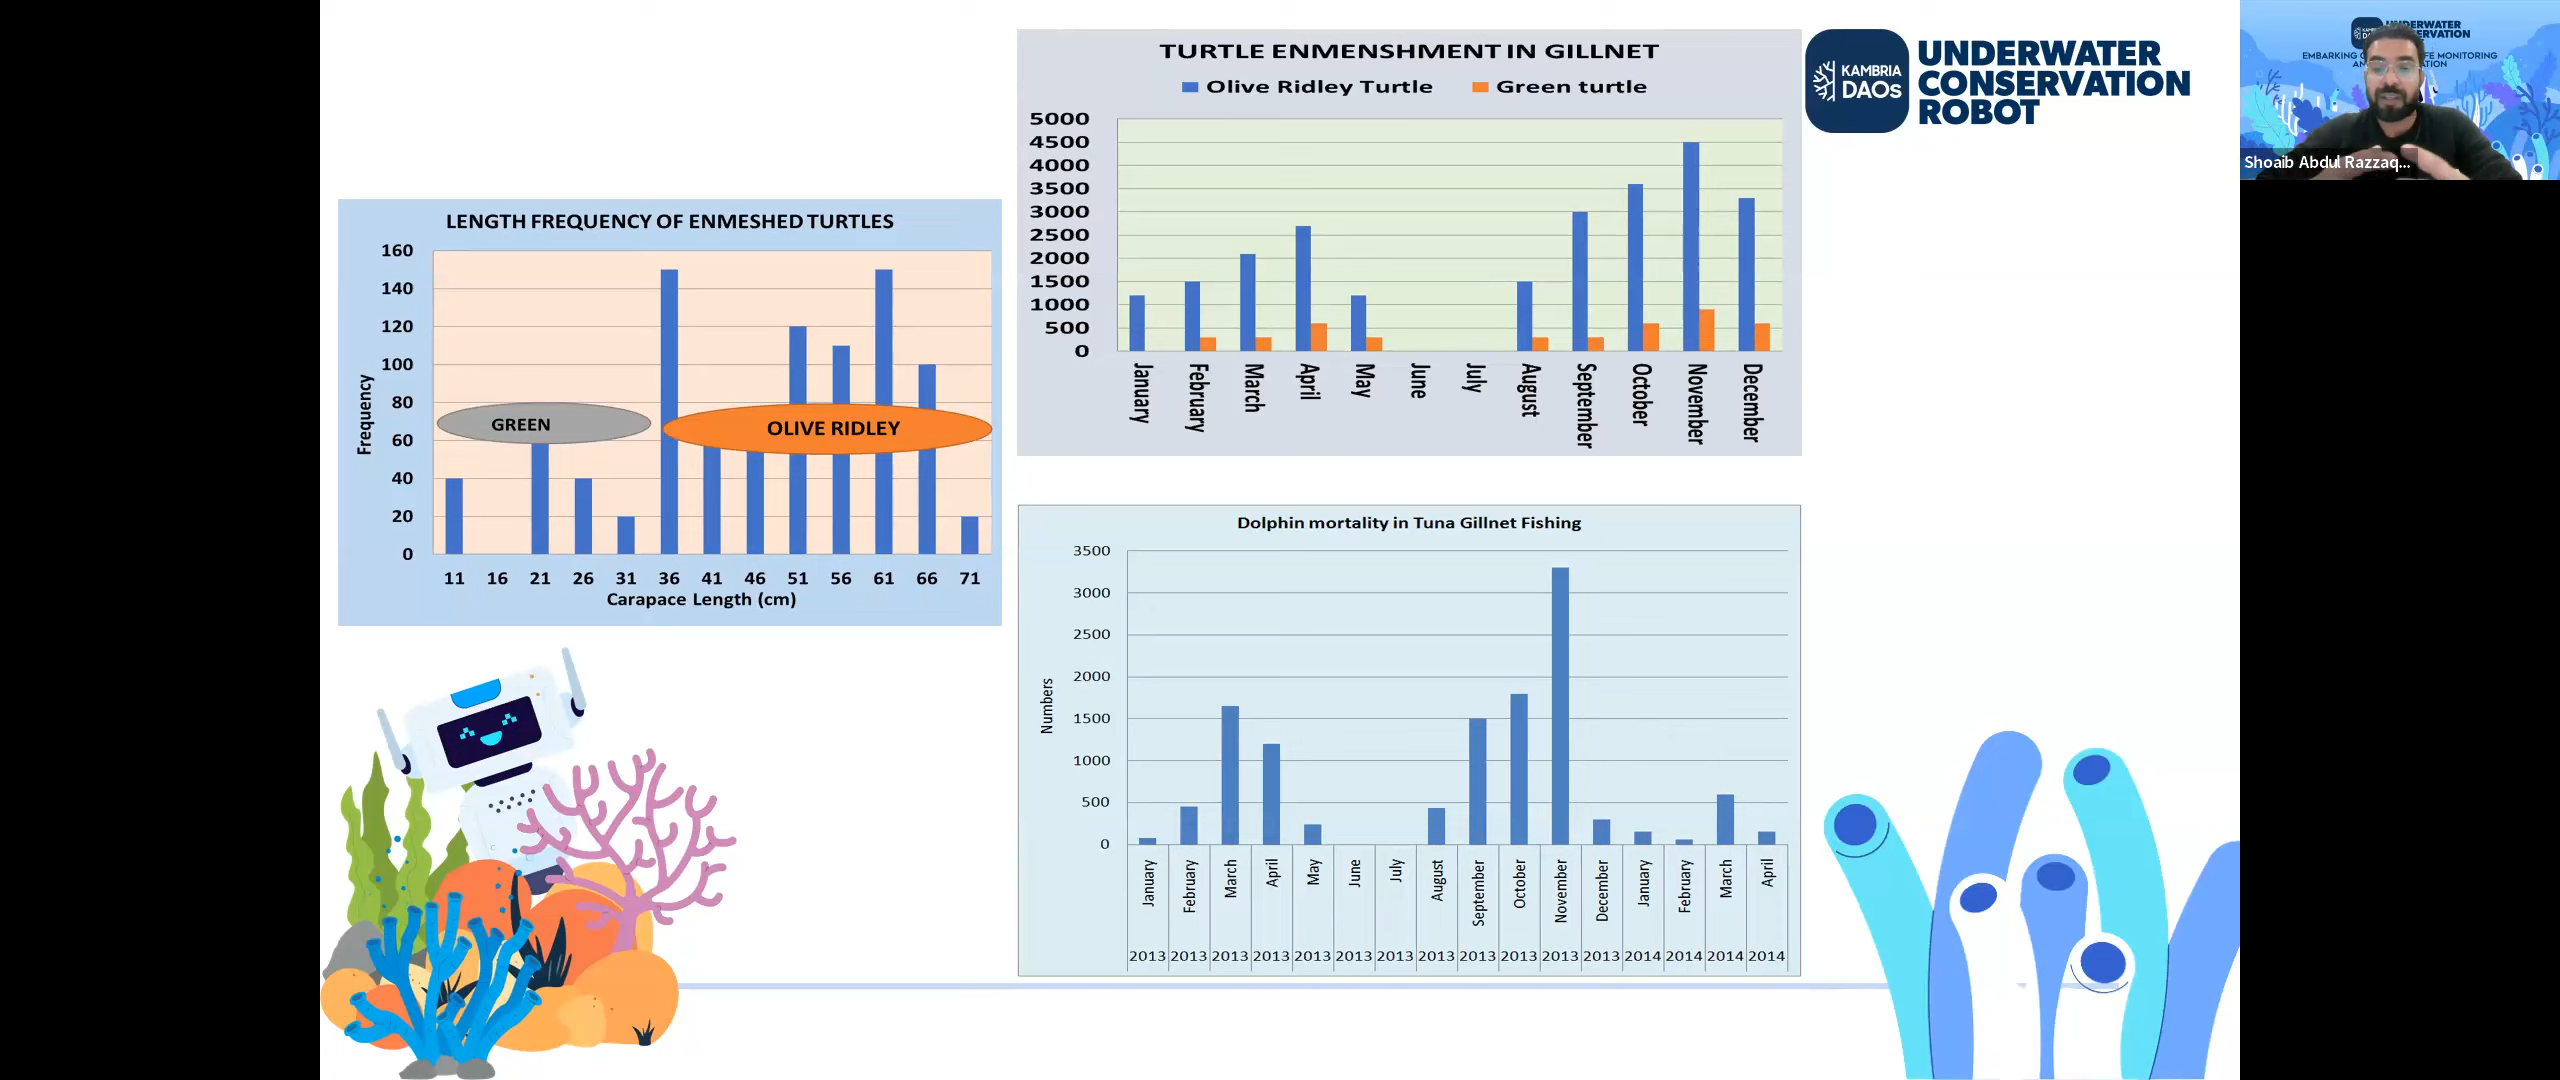 LENGTH FREQUENCY OF ENMESHED TURTLES
160
140
120
100
80
60
40
20
0
Frequency
GREEN
OLIVE RIDLEY
11 16 21 26 31 36 41 46 51 56 61 66 71
Carapace Length (cm)
TURTLE ENMENSHMENT IN GILLNET
Olive Ridley Turtle Green turtle
5000
4500
4000
3500
3000
2500
2000
1500
1000
500
0
January February March April May June July August September October November December
Dolphin mortality in Tuna Gillnet Fishing
3500
3000
2500
2000
1500
1000
500
0
Numbers
January February March April May June July August September October November December January February March April
2013 2013 2013 2013 2013 2013 2013 2013 2013 2013 2013 2013 2014 2014 2014 2014
KAMBRIA
DAOs
UNDERWATER
CONSERVATION
ROBOT
Shoaib Abdul Razzaq...